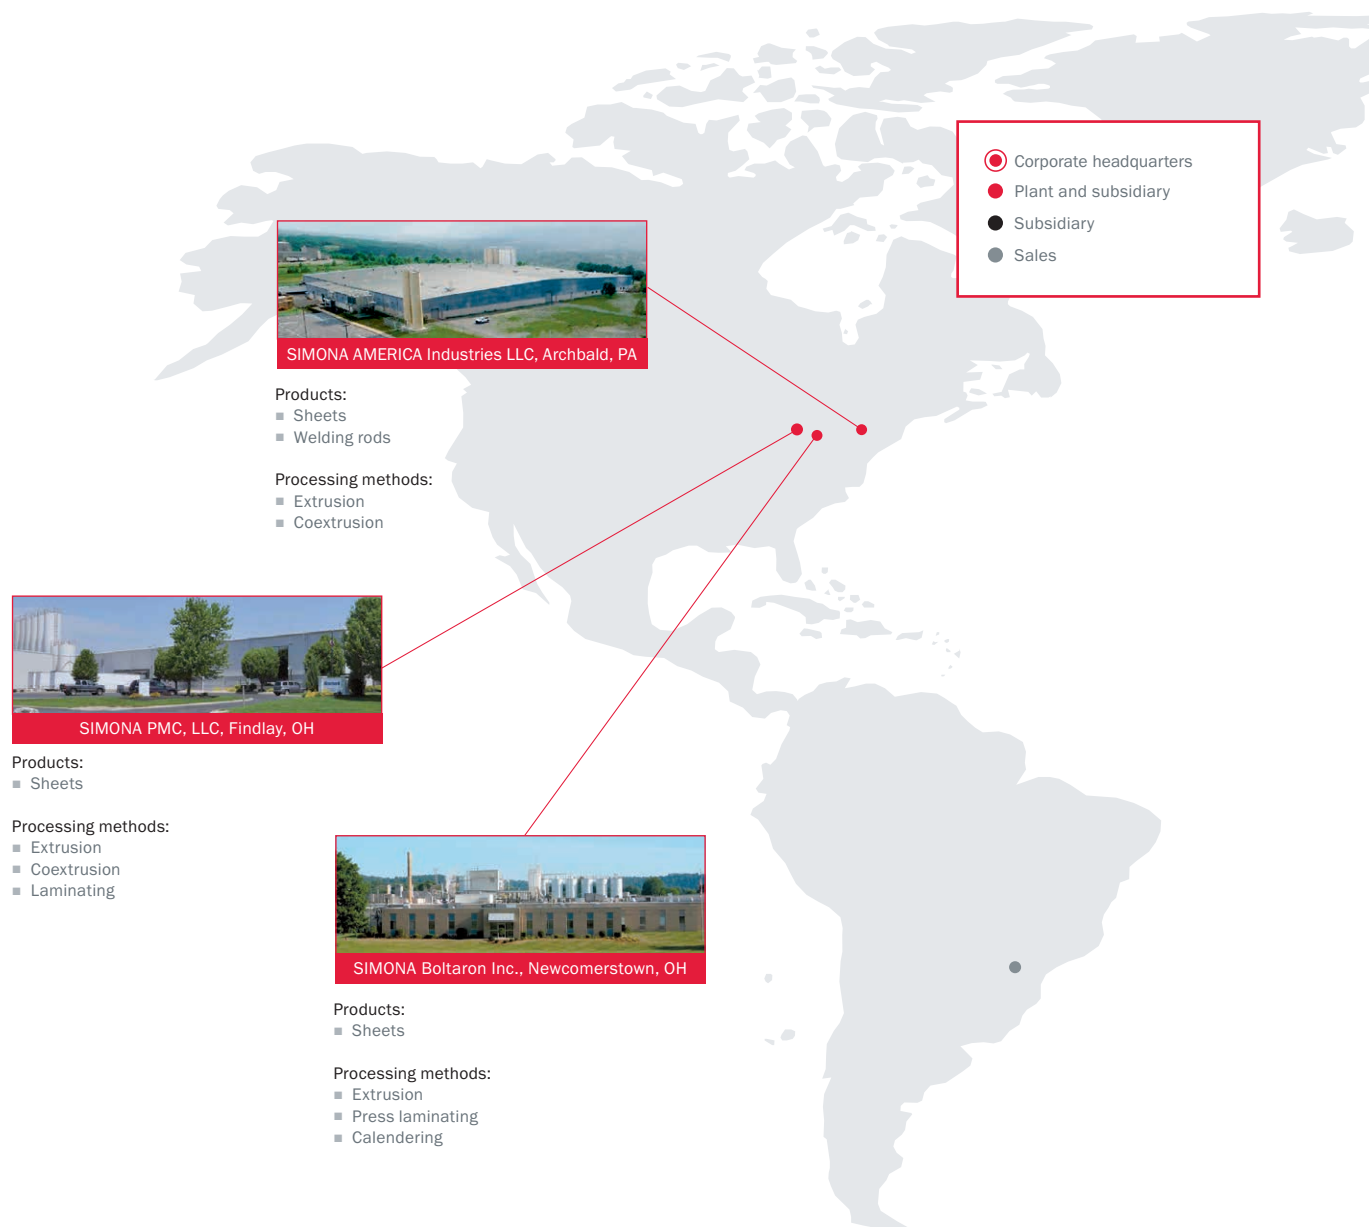 Corporate headquarters
Plant and subsidiary
Subsidiary
Sales
SIMONA AMERICA Industries LLC, Archbald, PA
Products:
■ Sheets
■ Welding rods
Processing methods:
■ Extrusion
■ Coextrusion
SIMONA PMC, LLC, Findlay, OH
Products:
■ Sheets
Processing methods:
■ Extrusion
■ Coextrusion
■ Laminating
SIMONA Boltaron Inc., Newcomerstown, OH
Products:
■ Sheets
Processing methods:
■ Extrusion
■ Press laminating
■ Calendering